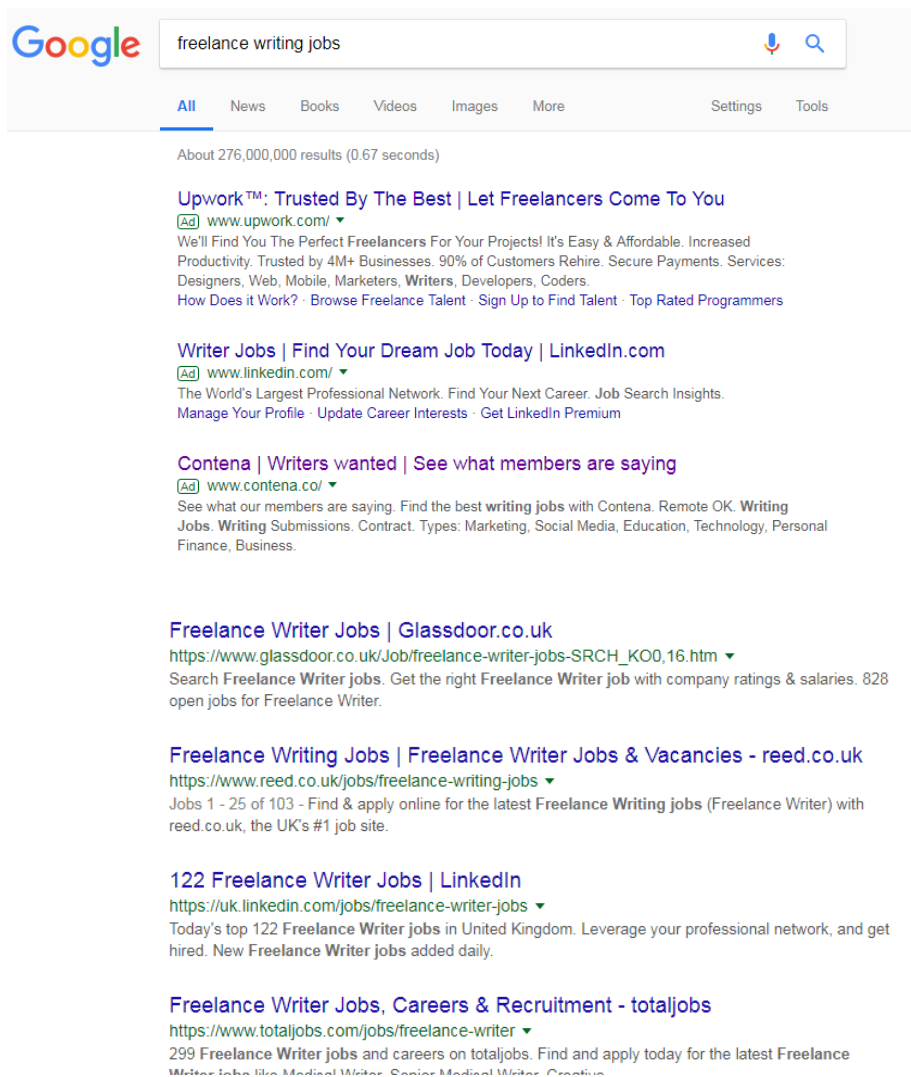 Google
freelance writing jobs
All News Books Videos Images More Settings Tools
About 276,000,000 results (0.67 seconds)
Upwork™: Trusted By The Best | Let Freelancers Come To You
Ad www.upwork.com/
We'll Find You The Perfect Freelancers For Your Projects! It's Easy & Affordable. Increased
Productivity. Trusted by 4M+ Businesses. 90% of Customers Rehire. Secure Payments. Services:
Designers, Web, Mobile, Marketers, Writers, Developers, Coders.
How Does it Work? · Browse Freelance Talent · Sign Up to Find Talent · Top Rated Programmers
Writer Jobs | Find Your Dream Job Today | LinkedIn.com
Ad www.linkedin.com/
The World's Largest Professional Network. Find Your Next Career. Job Search Insights.
Manage Your Profile · Update Career Interests · Get LinkedIn Premium
Contena | Writers wanted | See what members are saying
Ad www.contena.co/
See what our members are saying. Find the best writing jobs with Contena. Remote OK. Writing
Jobs. Writing Submissions. Contract. Types: Marketing, Social Media, Education, Technology, Personal
Finance, Business.
Freelance Writer Jobs | Glassdoor.co.uk
https://www.glassdoor.co.uk/Job/freelance-writer-jobs-SRCH_KO0,16.htm
Search Freelance Writer jobs. Get the right Freelance Writer job with company ratings & salaries. 828
open jobs for Freelance Writer.
Freelance Writing Jobs | Freelance Writer Jobs & Vacancies - reed.co.uk
https://www.reed.co.uk/jobs/freelance-writing-jobs
Jobs 1 - 25 of 103 - Find & apply online for the latest Freelance Writing jobs (Freelance Writer) with
reed.co.uk, the UK's #1 job site.
122 Freelance Writer Jobs | LinkedIn
https://uk.linkedin.com/jobs/freelance-writer-jobs
Today's top 122 Freelance Writer jobs in United Kingdom. Leverage your professional network, and get
hired. New Freelance Writer jobs added daily.
Freelance Writer Jobs, Careers & Recruitment - totaljobs
https://www.totaljobs.com/jobs/freelance-writer
299 Freelance Writer jobs and careers on totaljobs. Find and apply today for the latest Freelance
Writer jobs like Medical Writer, Senior Medical Writer, Creative